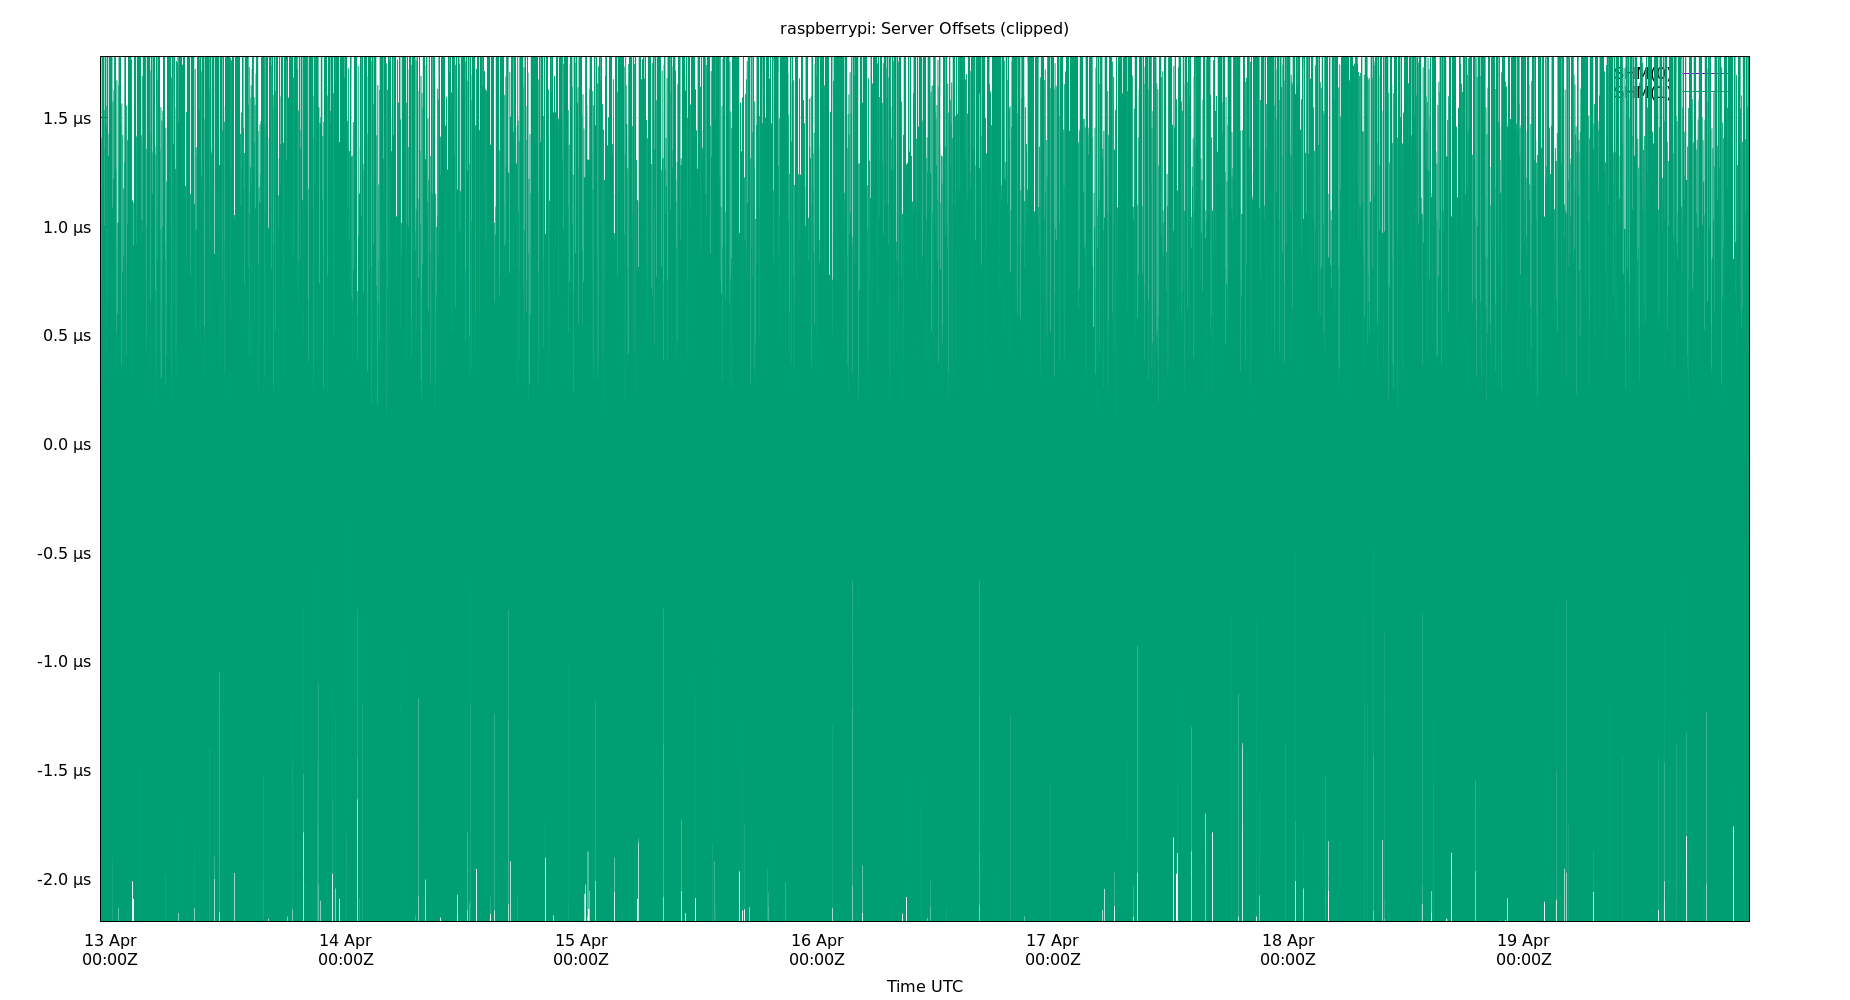 raspberrypi: Server Offsets (clipped)
SHM(0)
1.5 µs
1.0 µs
0.5 µs
0.0 µs
-0.5 µs
-1.0 µs
-1.5 µs
-2.0 µs
13 Apr 14 Apr 15 Apr 16 Apr 17 Apr 18 Apr 19 Apr
00:00Z 00:00Z 00:00Z 00:00Z 00:00Z 00:00Z 00:00Z
Time UTC